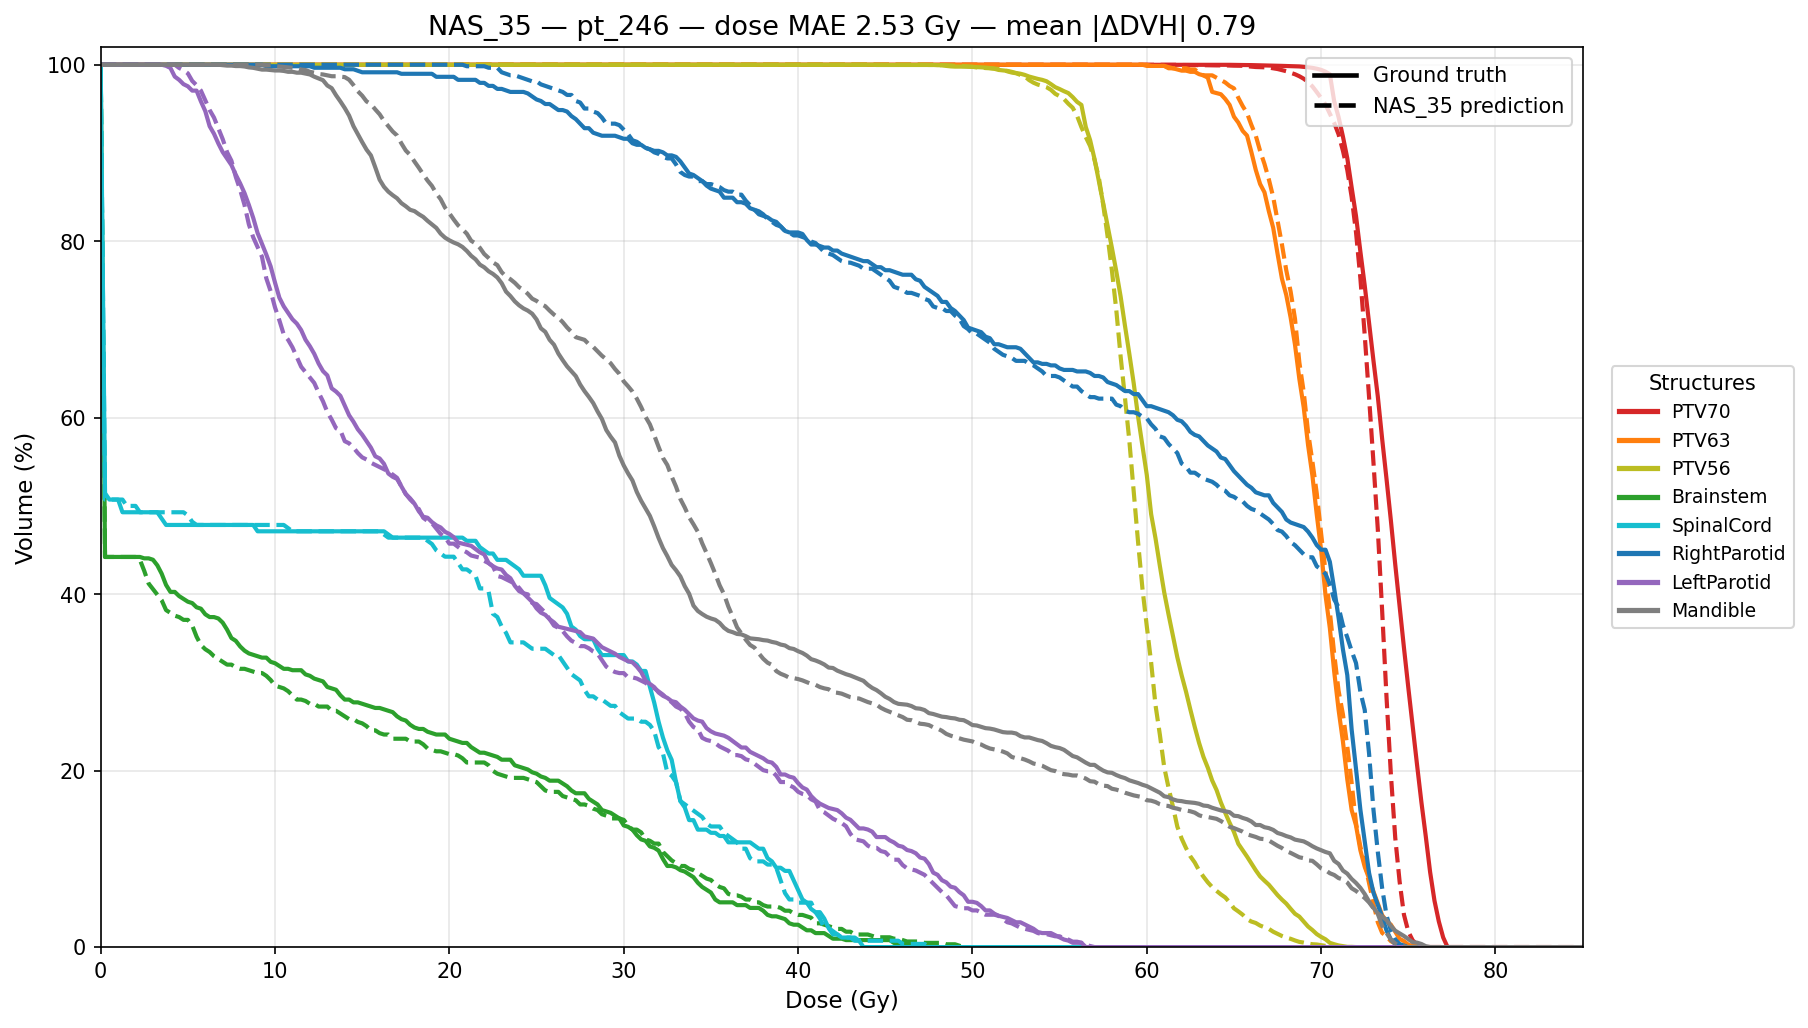 NAS_35 — pt_246 — dose MAE 2.53 Gy — mean |ΔDVH| 0.79
Ground truth
NAS_35 prediction
Volume (%)
100
80
60
40
20
0
0 10 20 30 40 50 60 70 80
Dose (Gy)
Structures
PTV70
PTV63
PTV56
Brainstem
SpinalCord
RightParotid
LeftParotid
Mandible